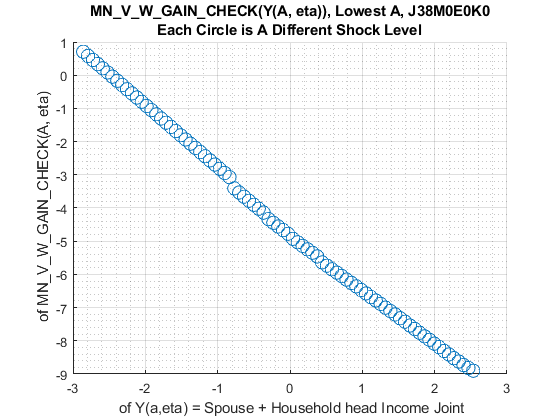 MN_V_W_GAIN_CHECK(Y(A, eta)), Lowest A, J38M0E0K0
Each Circle is A Different Shock Level
1
0
-1
-2
-3
-4
-5
-6
-7
-8
-9
of MN_V_W_GAIN_CHECK(A, eta)
-3 -2 -1 0 1 2 3
of Y(a,eta) = Spouse + Household head Income Joint